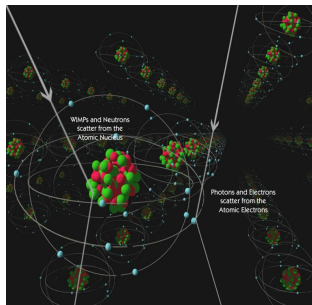 WIMPs and Neutrons
scatter from the
Atomic Nucleus
Photons and Electrons
scatter from the
Atomic Electrons